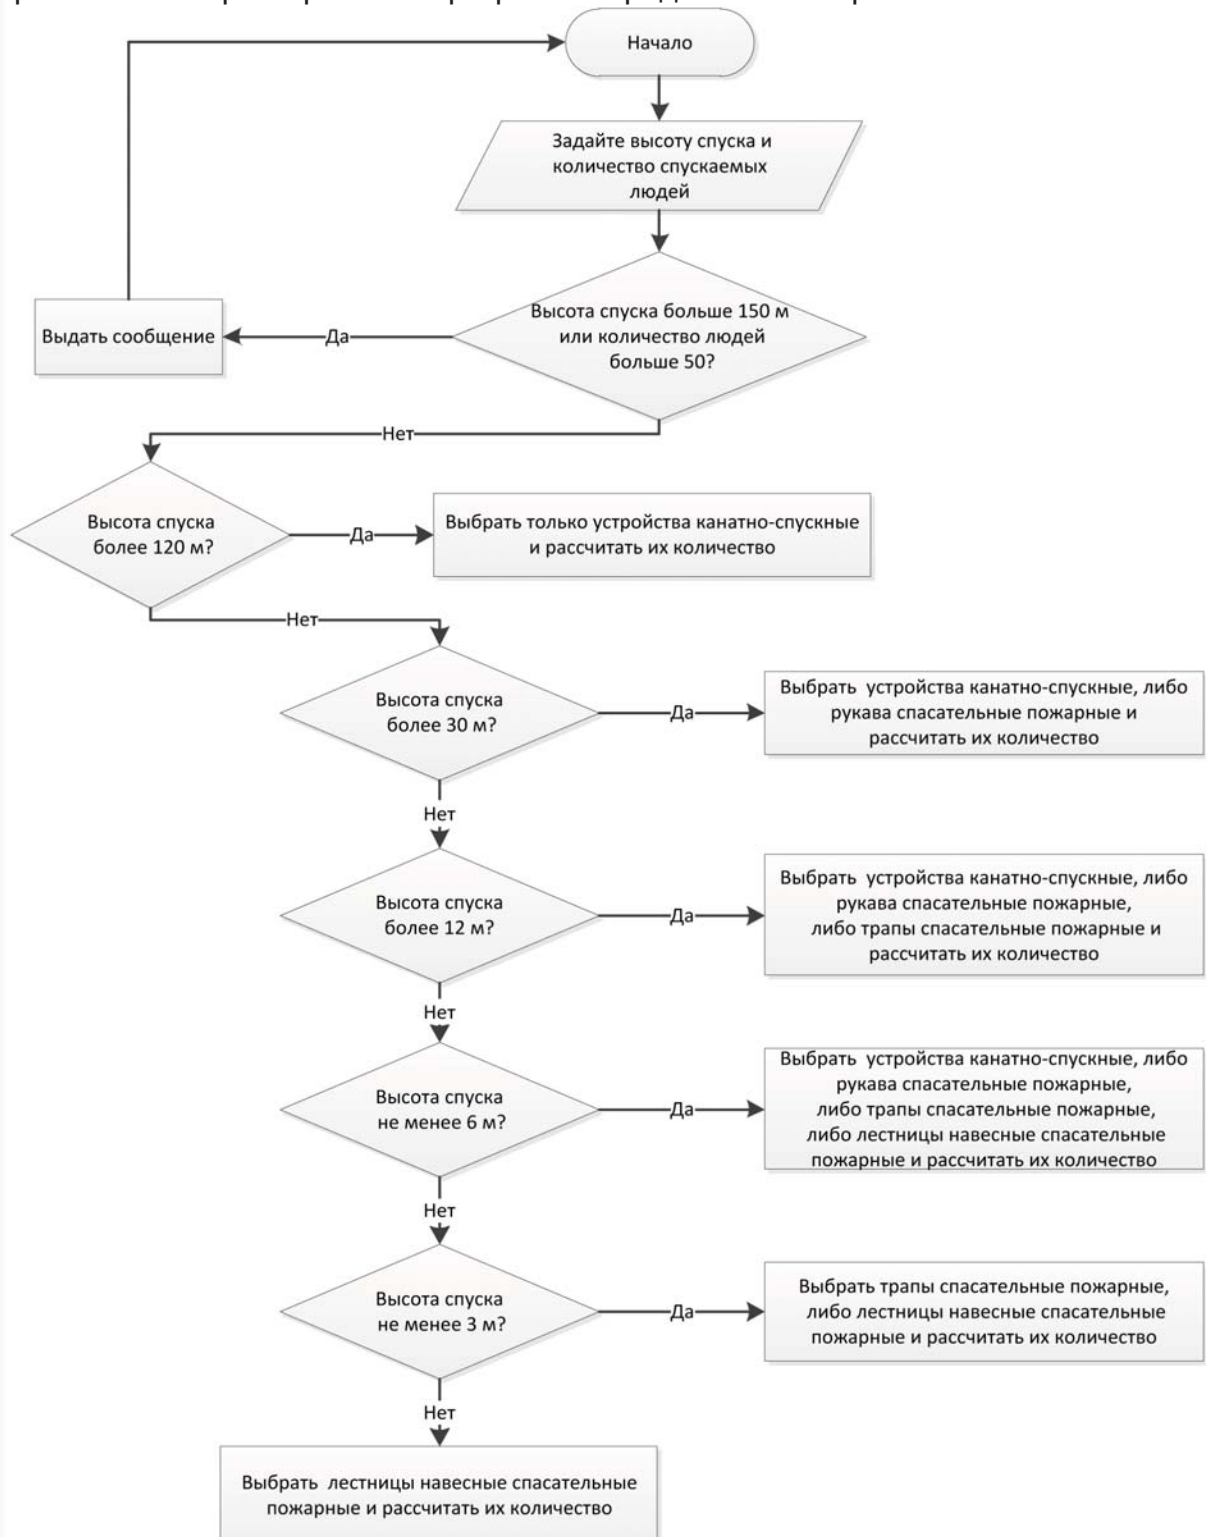 Начало
Задайте высоту спуска и
количество спускаемых
людей
Высота спуска больше 150 м
или количество людей
больше 50?
Да
Выдать сообщение
Нет
Высота спуска
более 120 м?
Да
Выбрать только устройства канатно-спускные
и рассчитать их количество
Нет
Высота спуска
более 30 м?
Да
Выбрать устройства канатно-спускные, либо
рукава спасательные пожарные и
рассчитать их количество
Нет
Высота спуска
более 12 м?
Да
Выбрать устройства канатно-спускные, либо
рукава спасательные пожарные,
либо трапы спасательные пожарные и
рассчитать их количество
Нет
Высота спуска
не менее 6 м?
Да
Выбрать устройства канатно-спускные, либо
рукава спасательные пожарные,
либо трапы спасательные пожарные,
либо лестницы навесные спасательные
пожарные и рассчитать их количество
Нет
Высота спуска
не менее 3 м?
Да
Выбрать трапы спасательные пожарные,
либо лестницы навесные спасательные
пожарные и рассчитать их количество
Нет
Выбрать лестницы навесные спасательные
пожарные и рассчитать их количество